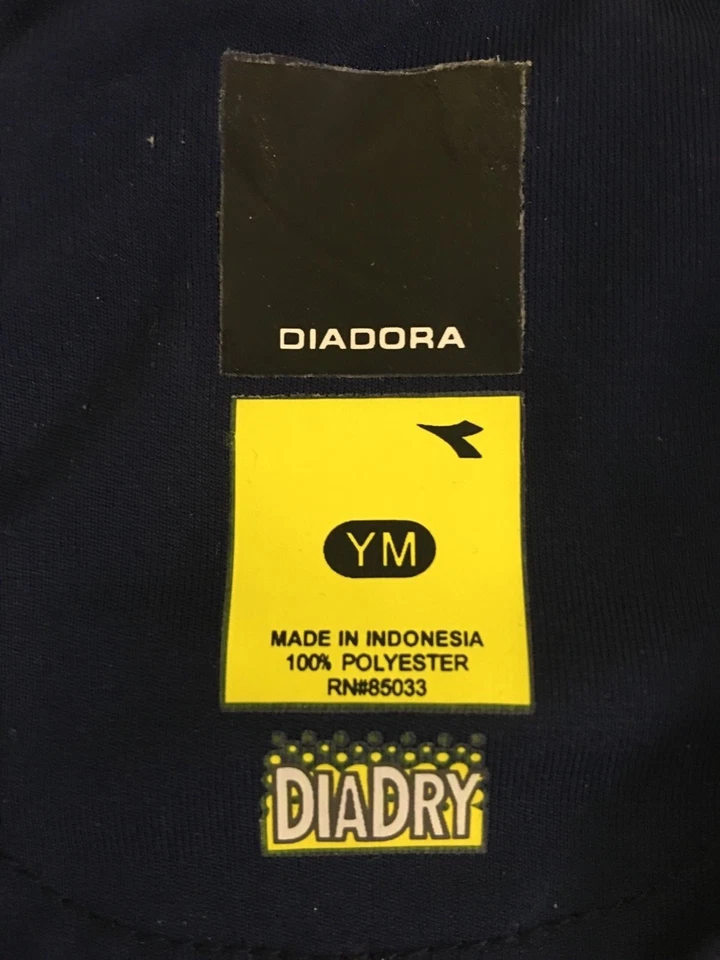 DIADORA
YM
MADE IN INDONESIA
100% POLYESTER
RN#85033
DIADRY